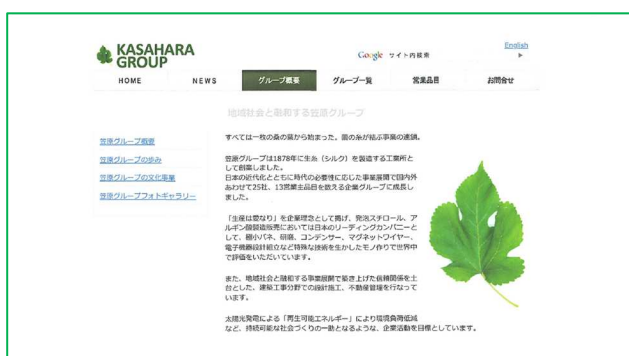 KASAHARA
GROUP
Google サイト内検索
English
HOME
NEWS
グループ概要
グループ一覧
営業品目
お問合せ
地域社会と融和する笠原グループ
笠原グループ概要
笠原グループの歩み
笠原グループの文化事業
笠原グループフォトギャラリー
すべては一枚の桑の葉から始まった。繭の糸が結ぶ事業の連鎖。
笠原グループは1878年に生糸（シルク）を製造する工業所と
して創業しました。
日本の近代化とともに時代の必要性に応じた事業展開で国内外
あわせて25社、13営業主品目を数える企業グループに成長し
ました。
「生産は愛なり」を企業理念として掲げ、発泡スチロール、ア
ルギン酸製造販売においては日本のリーディングカンパニーと
して、極小バネ、研磨、コンデンサー、マグネットワイヤー、
電子機器設計組立など特殊な技術を生かしたモノ作りで世界中
で評価をいただいています。
また、地域社会と融和する事業展開で築き上げた信頼関係を土
台とした、建築工事分野での設計施工、不動産管理を行なって
います。
太陽光発電による「再生可能エネルギー」により環境負荷低減
など、持続可能な社会づくりの一助となるような、企業活動を目標としています。